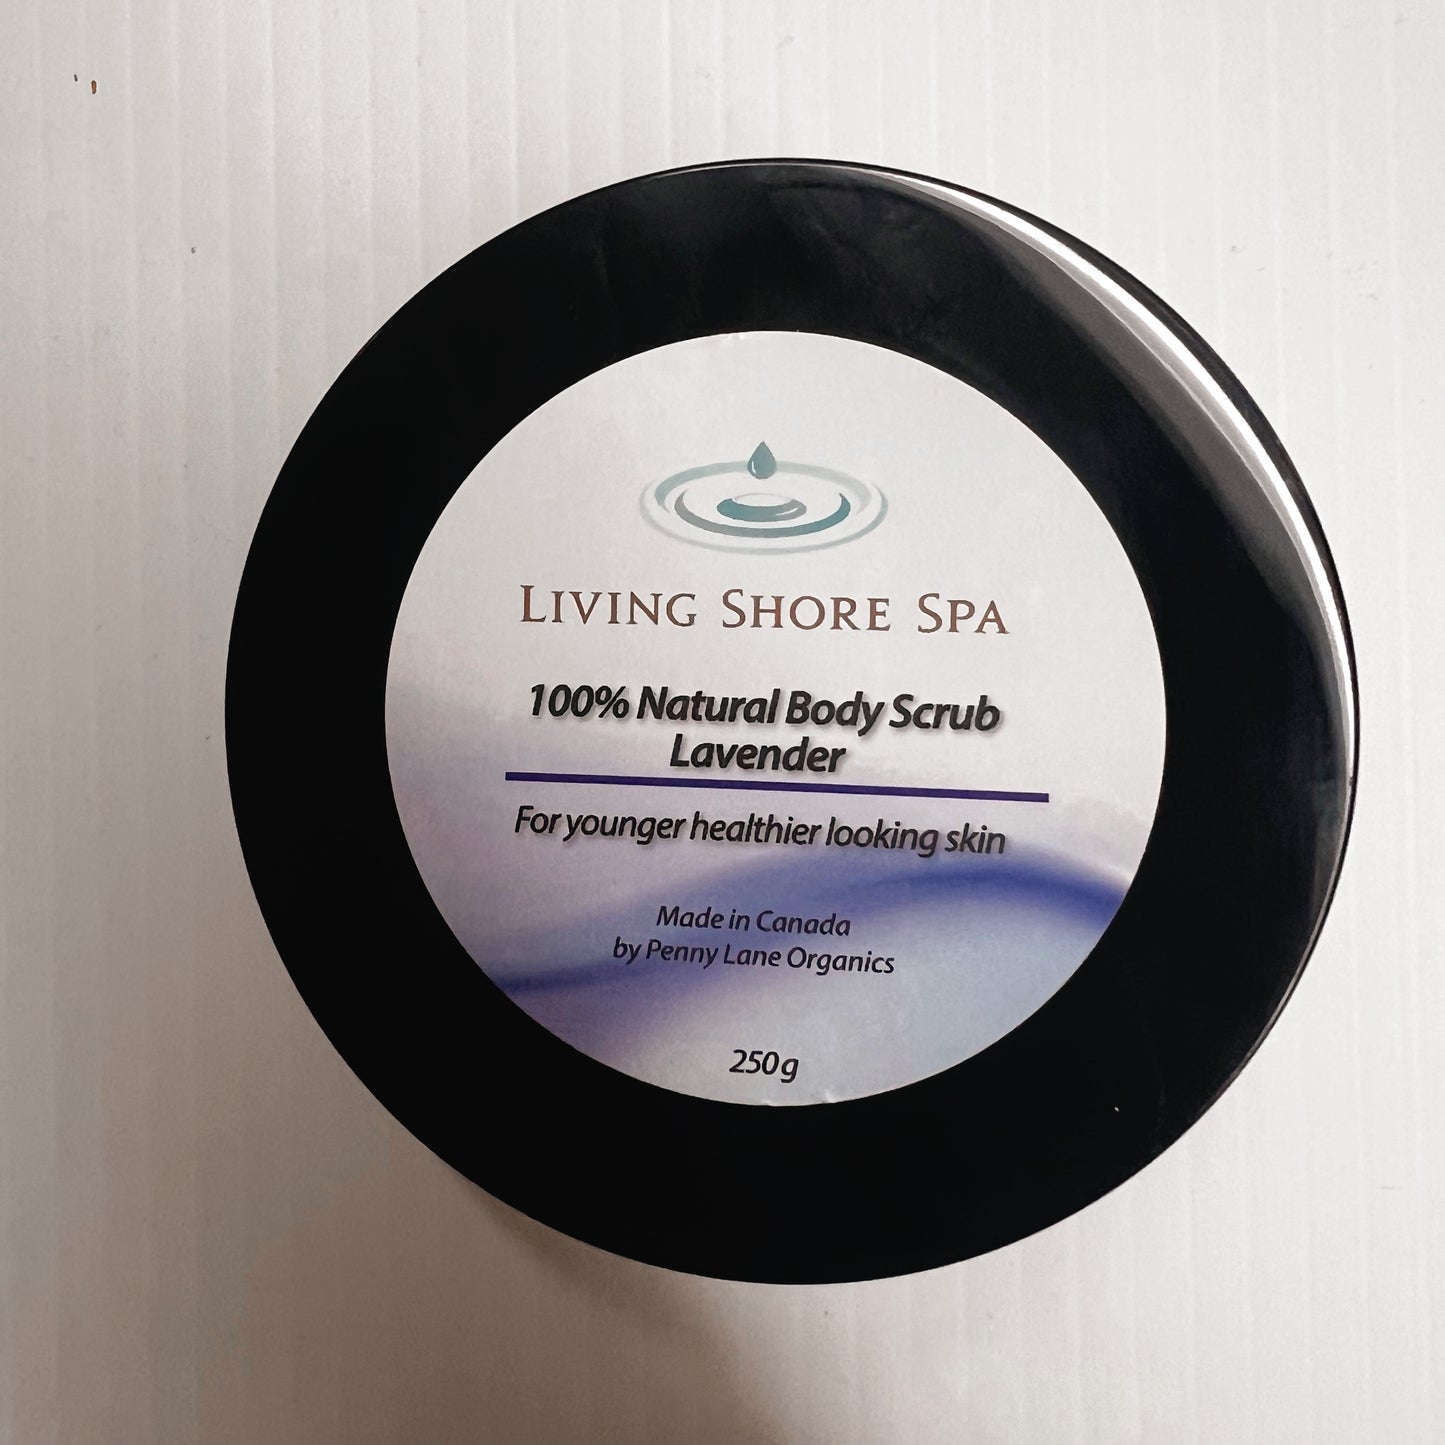 LIVING SHORE SPA
100% Natural Body Scrub
Lavender
For younger healthier looking skin
Made in Canada
by Penny Lane Organics
250g